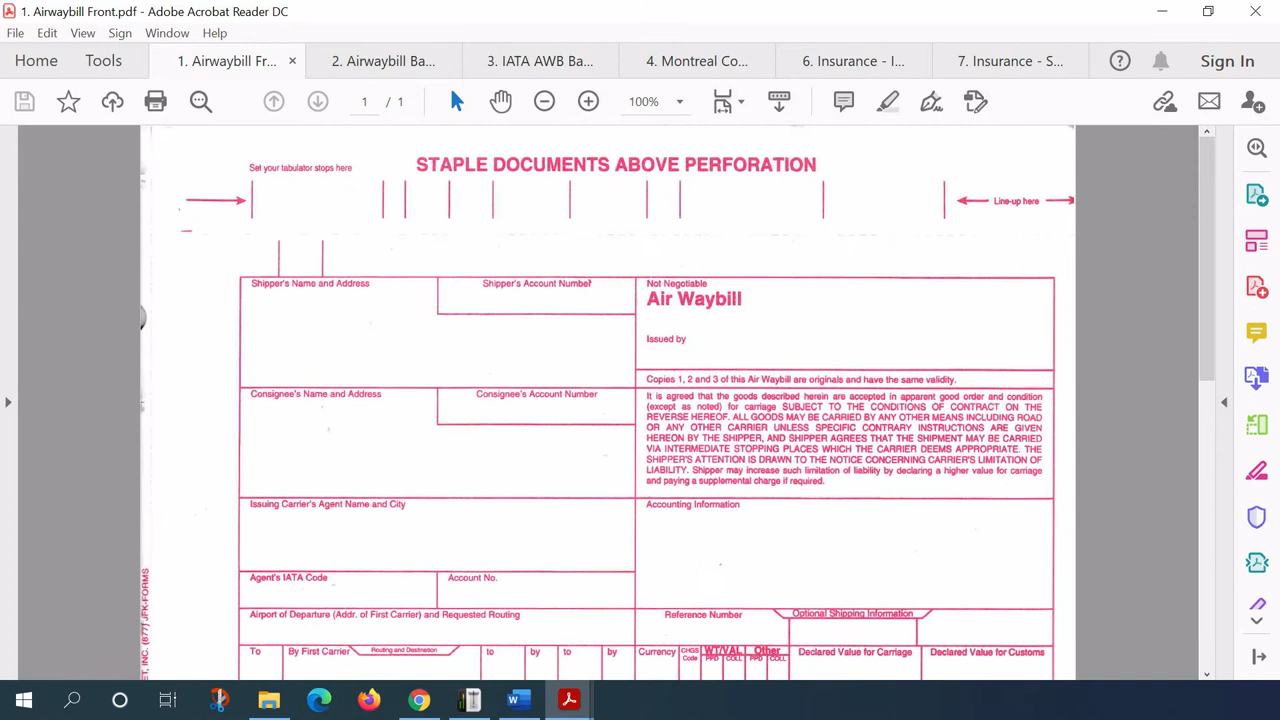 1. Airwaybill Front.pdf - Adobe Acrobat Reader DC
File Edit View Sign Window Help
Home Tools 1. Airwaybill Fr... × 2. Airwaybill Ba... 3. IATA AWB Ba... 4. Montreal Co... 6. Insurance - I... 7. Insurance - S... Sign In
1 / 1 100%
Set your tabulator stops here STAPLE DOCUMENTS ABOVE PERFORATION
Line-up here
Shipper's Name and Address Shipper's Account Number
Not Negotiable
Air Waybill
Issued by
Copies 1, 2 and 3 of this Air Waybill are originals and have the same validity.
Consignee's Name and Address Consignee's Account Number
It is agreed that the goods described herein are accepted in apparent good order and condition
(except as noted) for carriage SUBJECT TO THE CONDITIONS OF CONTRACT ON THE
REVERSE HEREOF. ALL GOODS MAY BE CARRIED BY ANY OTHER MEANS INCLUDING ROAD
OR ANY OTHER CARRIER UNLESS SPECIFIC CONTRARY INSTRUCTIONS ARE GIVEN
HEREON BY THE SHIPPER, AND SHIPPER AGREES THAT THE SHIPMENT MAY BE CARRIED
VIA INTERMEDIATE STOPPING PLACES WHICH THE CARRIER DEEMS APPROPRIATE. THE
SHIPPER'S ATTENTION IS DRAWN TO THE NOTICE CONCERNING CARRIER'S LIMITATION OF
LIABILITY. Shipper may increase such limitation of liability by declaring a higher value for carriage
and paying a supplemental charge if required.
Issuing Carrier's Agent Name and City Accounting Information
Agent's IATA Code Account No.
Airport of Departure (Addr. of First Carrier) and Requested Routing Reference Number Optional Shipping Information
To By First Carrier Routing and Destination to by to by Currency CHGS Code WT/VAL Other Declared Value for Carriage Declared Value for Customs
PPD COLL PPD COLL
INC. (877) JFK-FORMS